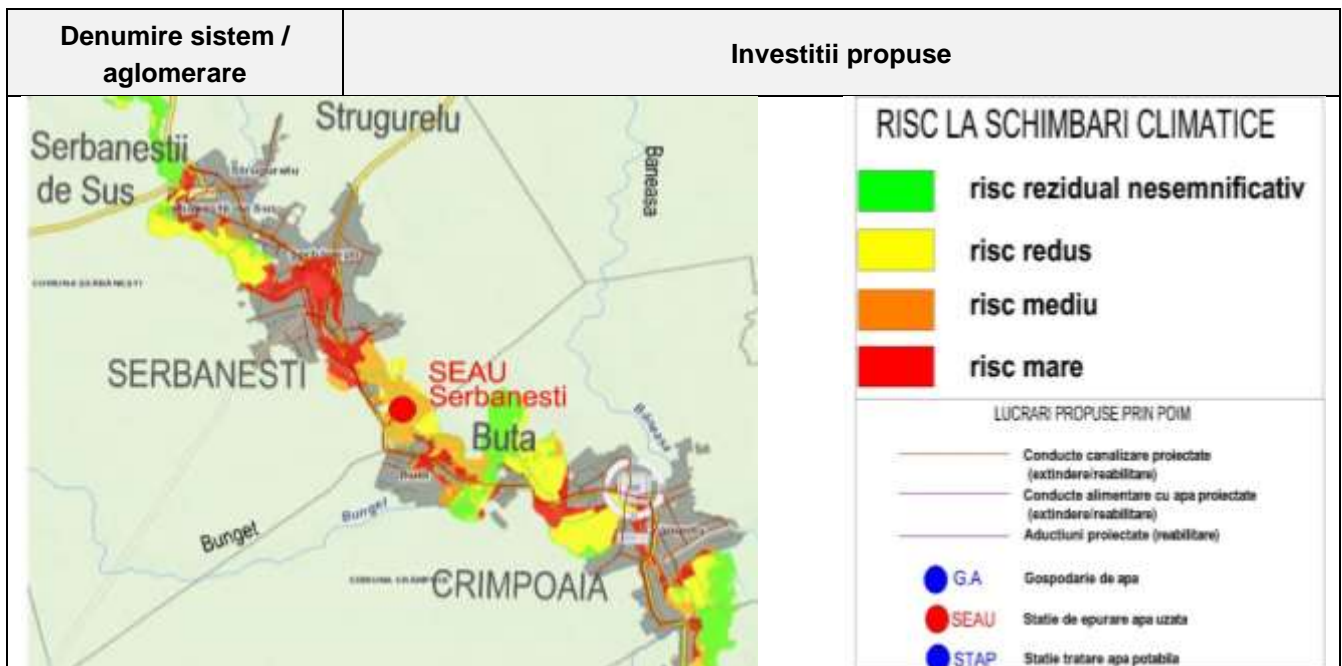 Denumire sistem /
aglomerare
Investitii propuse
Strugurelu
Serbanestii
de Sus
Strugurelu
Baneasa
SERBANESTI
SEAU
Serbanesti
Buta
Baneasa
Bunget
Bunget
CRIMPOAIA
RISC LA SCHIMBARI CLIMATICE
risc rezidual nesemnificativ
risc redus
risc mediu
risc mare
LUCRARI PROPUSE PRIN POIM
Conducte canalizare proiectate
(extindere/reabilitare)
Conducte alimentare cu apa proiectate
(extindere/reabilitare)
Aductiuni proiectate (reabilitare)
G.A Gospodarie de apa
SEAU Statie de epurare apa uzata
STAP Statie tratare apa potabila